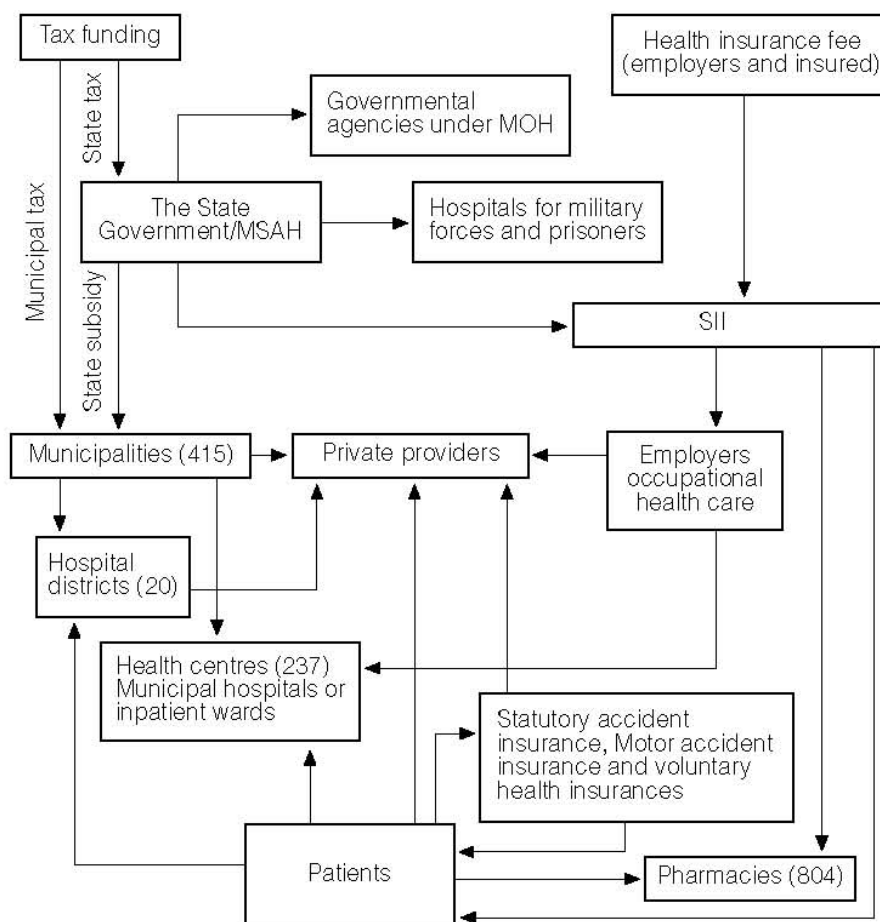 Tax funding
Health insurance fee
(employers and insured)
State tax
Governmental
agencies under MOH
Municipal tax
The State
Government/MSAH
Hospitals for military
forces and prisoners
State subsidy
SII
Municipalities (415)
Private providers
Employers
occupational
health care
Hospital
districts (20)
Health centres (237)
Municipal hospitals or
inpatient wards
Statutory accident
insurance, Motor accident
insurance and voluntary
health insurances
Patients
Pharmacies (804)